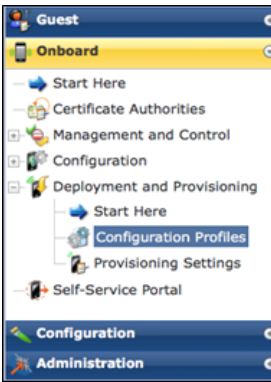 Guest
Onboard
Start Here
Certificate Authorities
Management and Control
Configuration
Deployment and Provisioning
Start Here
Configuration Profiles
Provisioning Settings
Self-Service Portal
Configuration
Administration